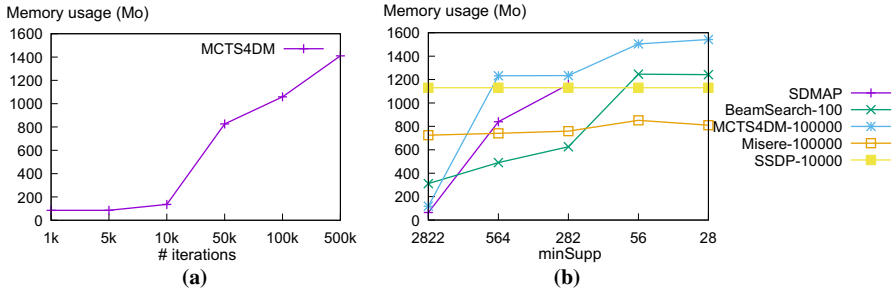 Memory usage (Mo)
1600
1400
1200
1000
800
600
400
200
0
MCTS4DM
1k
5k
10k
50k
100k
500k
# iterations
(a)
Memory usage (Mo)
1600
1400
1200
1000
800
600
400
200
0
2822
564
282
56
28
minSupp
(b)
SDMAP
BeamSearch-100
MCTS4DM-100000
Misere-100000
SSDP-10000